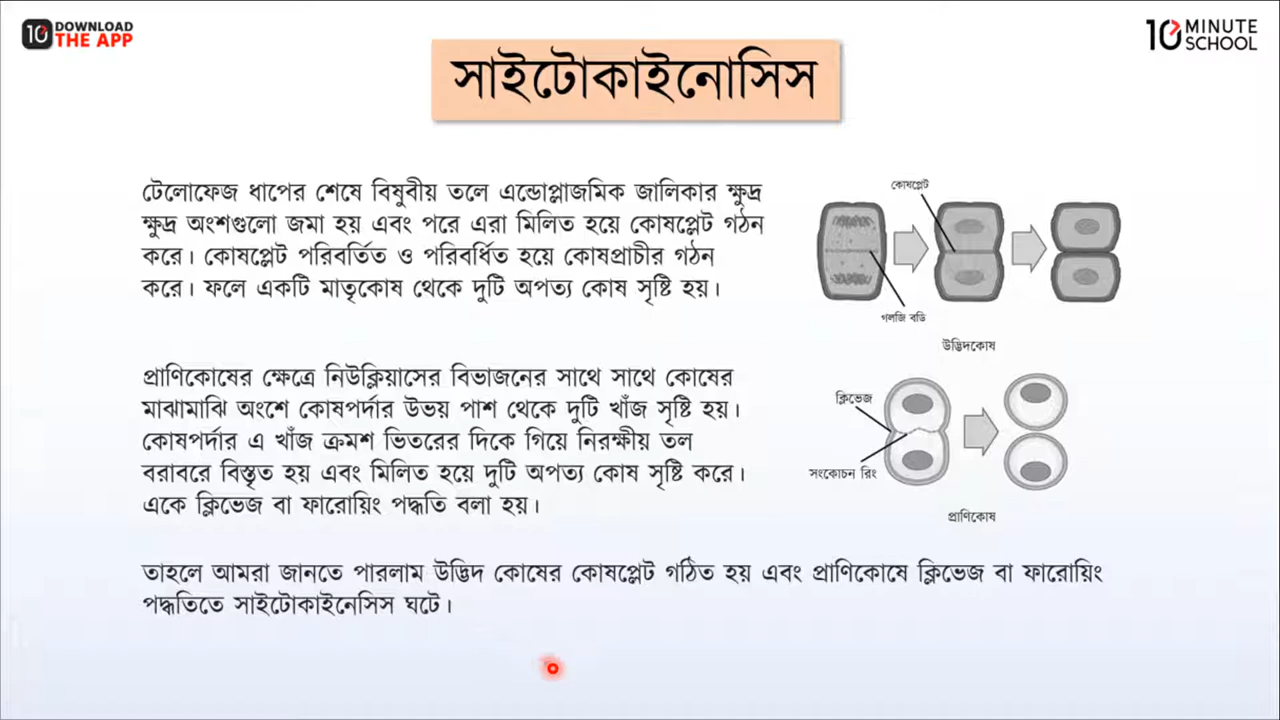 DOWNLOAD
THE APP
10 MINUTE
SCHOOL
সাইটোকাইনোসিস
টেলোফেজ ধাপের শেষে বিষুবীয় তলে এন্ডোপ্লাজমিক জালিকার ক্ষুদ্র
ক্ষুদ্র অংশগুলো জমা হয় এবং পরে এরা মিলিত হয়ে কোষপ্লেট গঠন
করে। কোষপ্লেট পরিবর্তিত ও পরিবর্ধিত হয়ে কোষপ্রাচীর গঠন
করে। ফলে একটি মাতৃকোষ থেকে দুটি অপত্য কোষ সৃষ্টি হয়।
কোষপ্লেট
গলজি বডি
উদ্ভিদকোষ
প্রাণিকোষের ক্ষেত্রে নিউক্লিয়াসের বিভাজনের সাথে সাথে কোষের
মাঝামাঝি অংশে কোষপর্দার উভয় পাশ থেকে দুটি খাঁজ সৃষ্টি হয়।
কোষপর্দার এ খাঁজ ক্রমশ ভিতরের দিকে গিয়ে নিরক্ষীয় তল
বরাবরে বিস্তৃত হয় এবং মিলিত হয়ে দুটি অপত্য কোষ সৃষ্টি করে।
একে ক্লিভেজ বা ফারোয়িং পদ্ধতি বলা হয়।
ক্লিভেজ
সংকোচন রিং
প্রাণিকোষ
তাহলে আমরা জানতে পারলাম উদ্ভিদ কোষের কোষপ্লেট গঠিত হয় এবং প্রাণিকোষে ক্লিভেজ বা ফারোয়িং
পদ্ধতিতে সাইটোকাইনেসিস ঘটে।